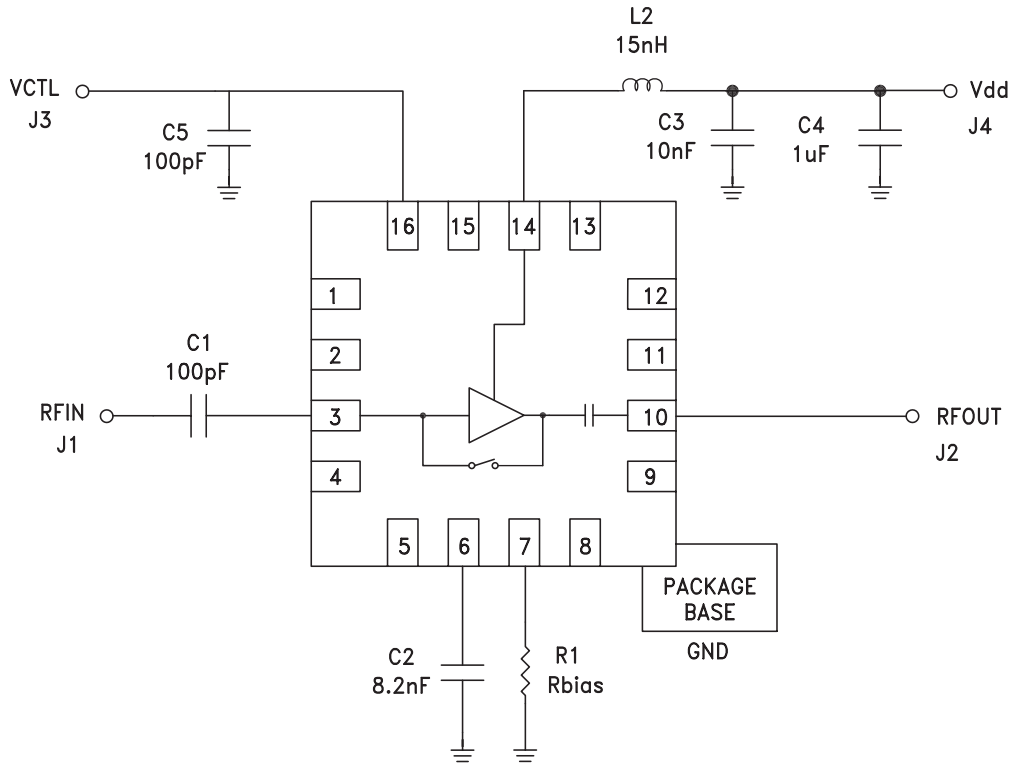 L2
15nH
VCTL
J3
C5
100pF
C3
10nF
C4
1uF
Vdd
J4
16
15
14
13
1
12
2
11
C1
100pF
RFIN
J1
3
10
RFOUT
J2
4
9
5
6
7
8
PACKAGE
BASE
GND
C2
8.2nF
R1
Rbias